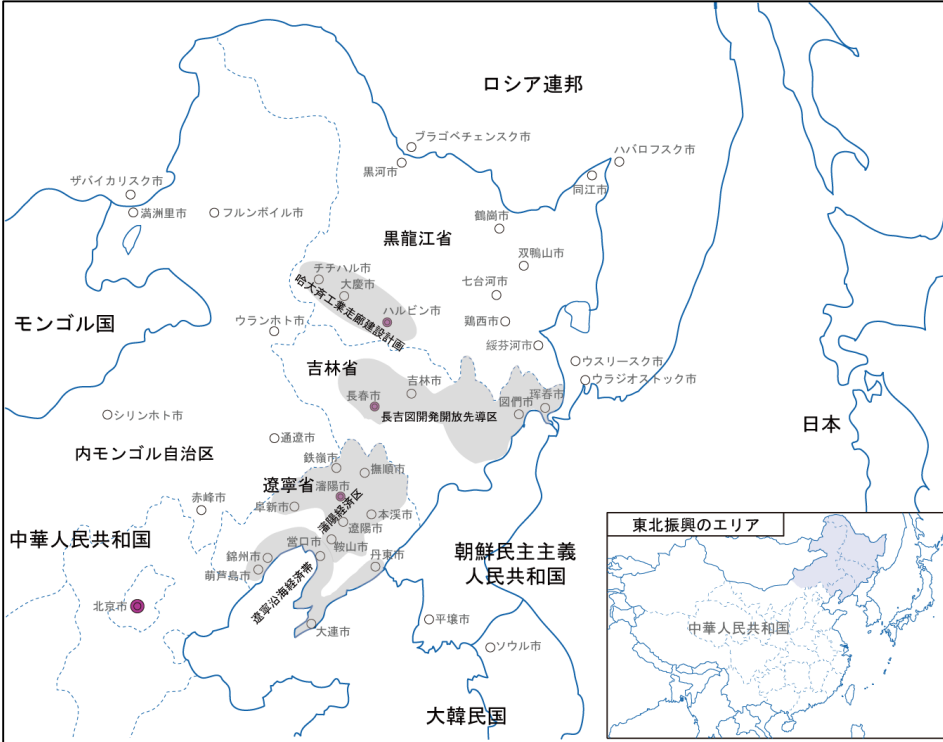 ロシア連邦
ブラゴベチェンスク市
黒河市
ハバロフスク市
同江市
ザバイカリスク市
満洲里市
フルンボイル市
鶴崗市
黒龍江省
双鴨山市
チチハル市
大慶市
七台河市
哈大斉工業走廊建設計画
ハルビン市
モンゴル国
ウランホト市
鶏西市
綏芬河市
ウスリースク市
ウラジオストック市
吉林省
吉林市
長春市
琿春市
図們市
長吉図開発開放先導区
シリンホト市
日本
通遼市
内モンゴル自治区
鉄嶺市
撫順市
遼寧省
瀋陽市
赤峰市
阜新市
瀋陽経済区
本渓市
遼陽市
中華人民共和国
営口市
鞍山市
錦州市
丹東市
葫芦島市
遼寧沿海経済帯
朝鮮民主主義
人民共和国
北京市
大連市
平壌市
ソウル市
大韓民国
東北振興のエリア
中華人民共和国